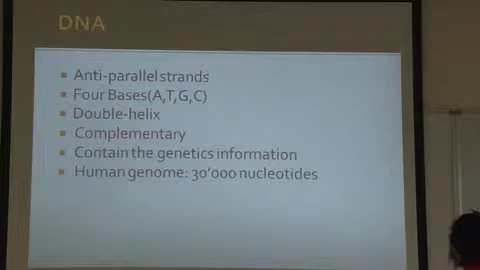 DNA
Anti-parallel strands
Four Bases(A,T,G,C)
Double-helix
Complementary
Contain the genetics information
Human genome: 30'000 nucleotides